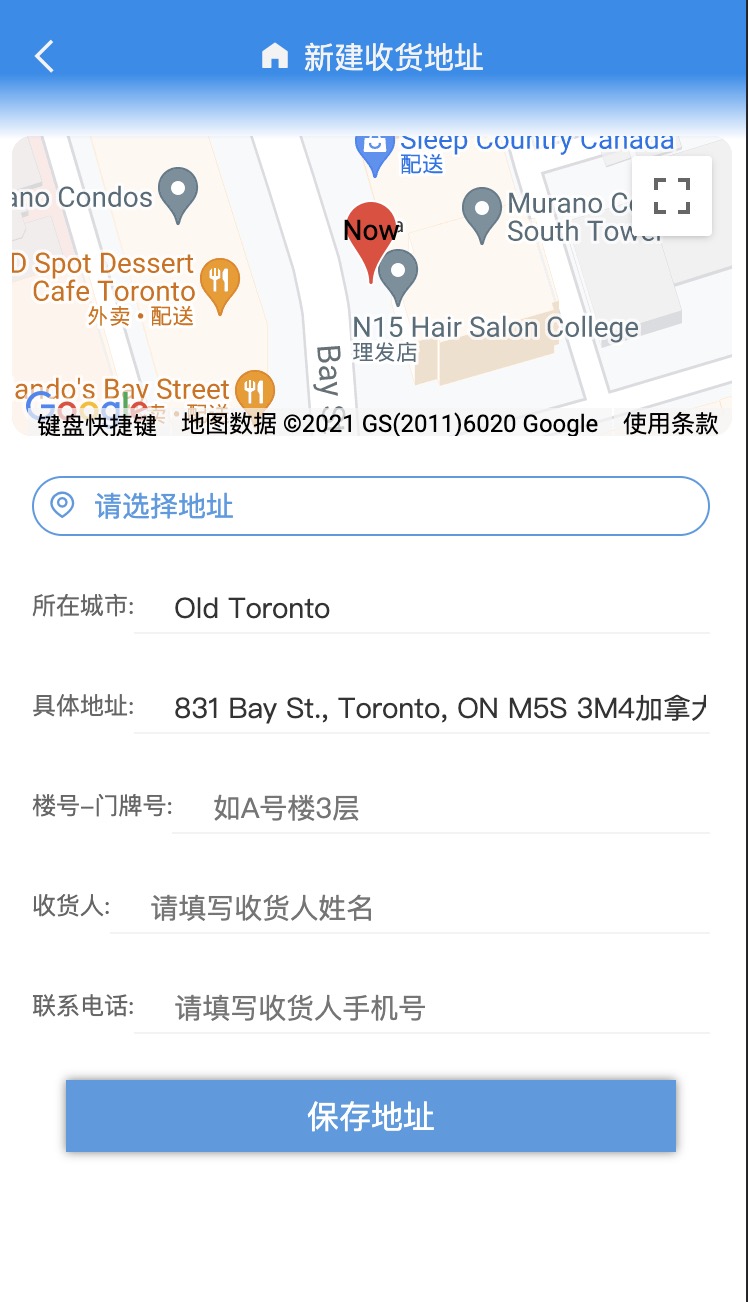 新建收货地址
Sleep Country Canada
配送
ano Condos
Murano Co
South Tower
Now
D Spot Dessert
Cafe Toronto
外卖 • 配送
N15 Hair Salon College
理发店
Bay S
ando's Bay Street
Google
键盘快捷键 地图数据 ©2021 GS(2011)6020 Google 使用条款
请选择地址
所在城市: Old Toronto
具体地址: 831 Bay St., Toronto, ON M5S 3M4加拿大
楼号-门牌号: 如A号楼3层
收货人: 请填写收货人姓名
联系电话: 请填写收货人手机号
保存地址